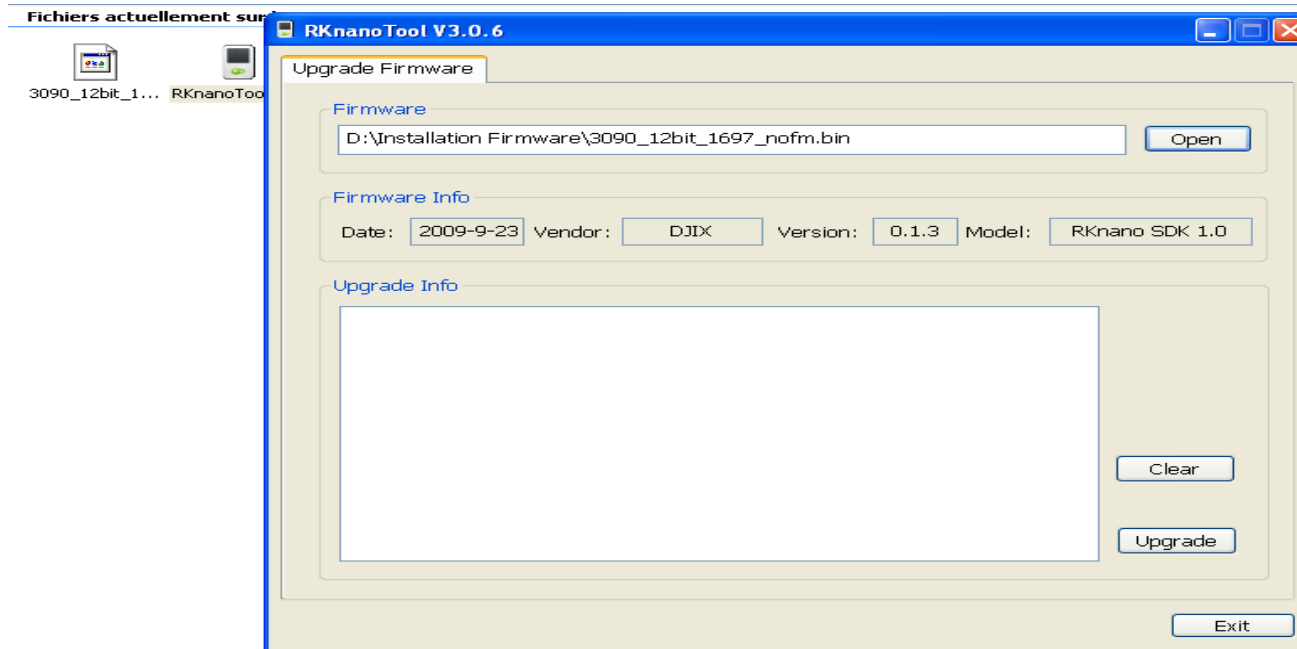 Fichiers actuellement sur
3090_12bit_1...
RKnanoToo
RKnanoTool V3.0.6
Upgrade Firmware
Firmware
D:\Installation Firmware\3090_12bit_1697_nofm.bin
Open
Firmware Info
Date: 2009-9-23 Vendor: DJIX Version: 0.1.3 Model: RKnano SDK 1.0
Upgrade Info
Clear
Upgrade
Exit